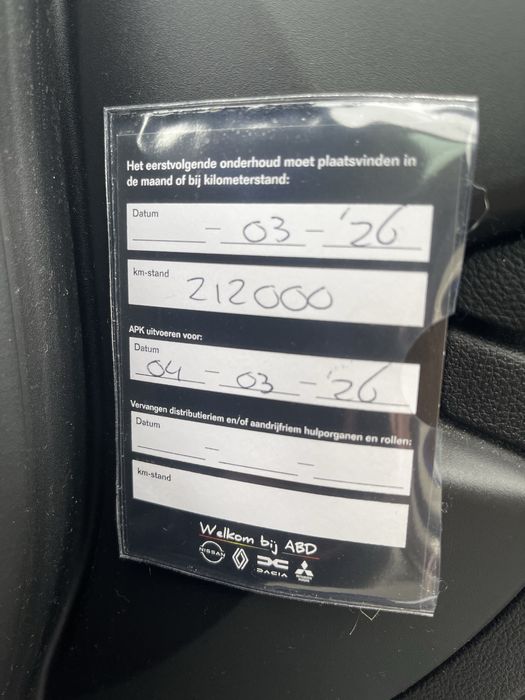 Het eerstvolgende onderhoud moet plaatsvinden in
de maand of bij kilometerstand:
Datum
- 03 - '26
km-stand
212000
APK uitvoeren voor:
Datum
04 - 03 - '26
Vervangen distributieriem en/of aandrijfriem hulporganen en rollen:
Datum
- -
km-stand
Welkom bij ABD
NISSAN
DACIA